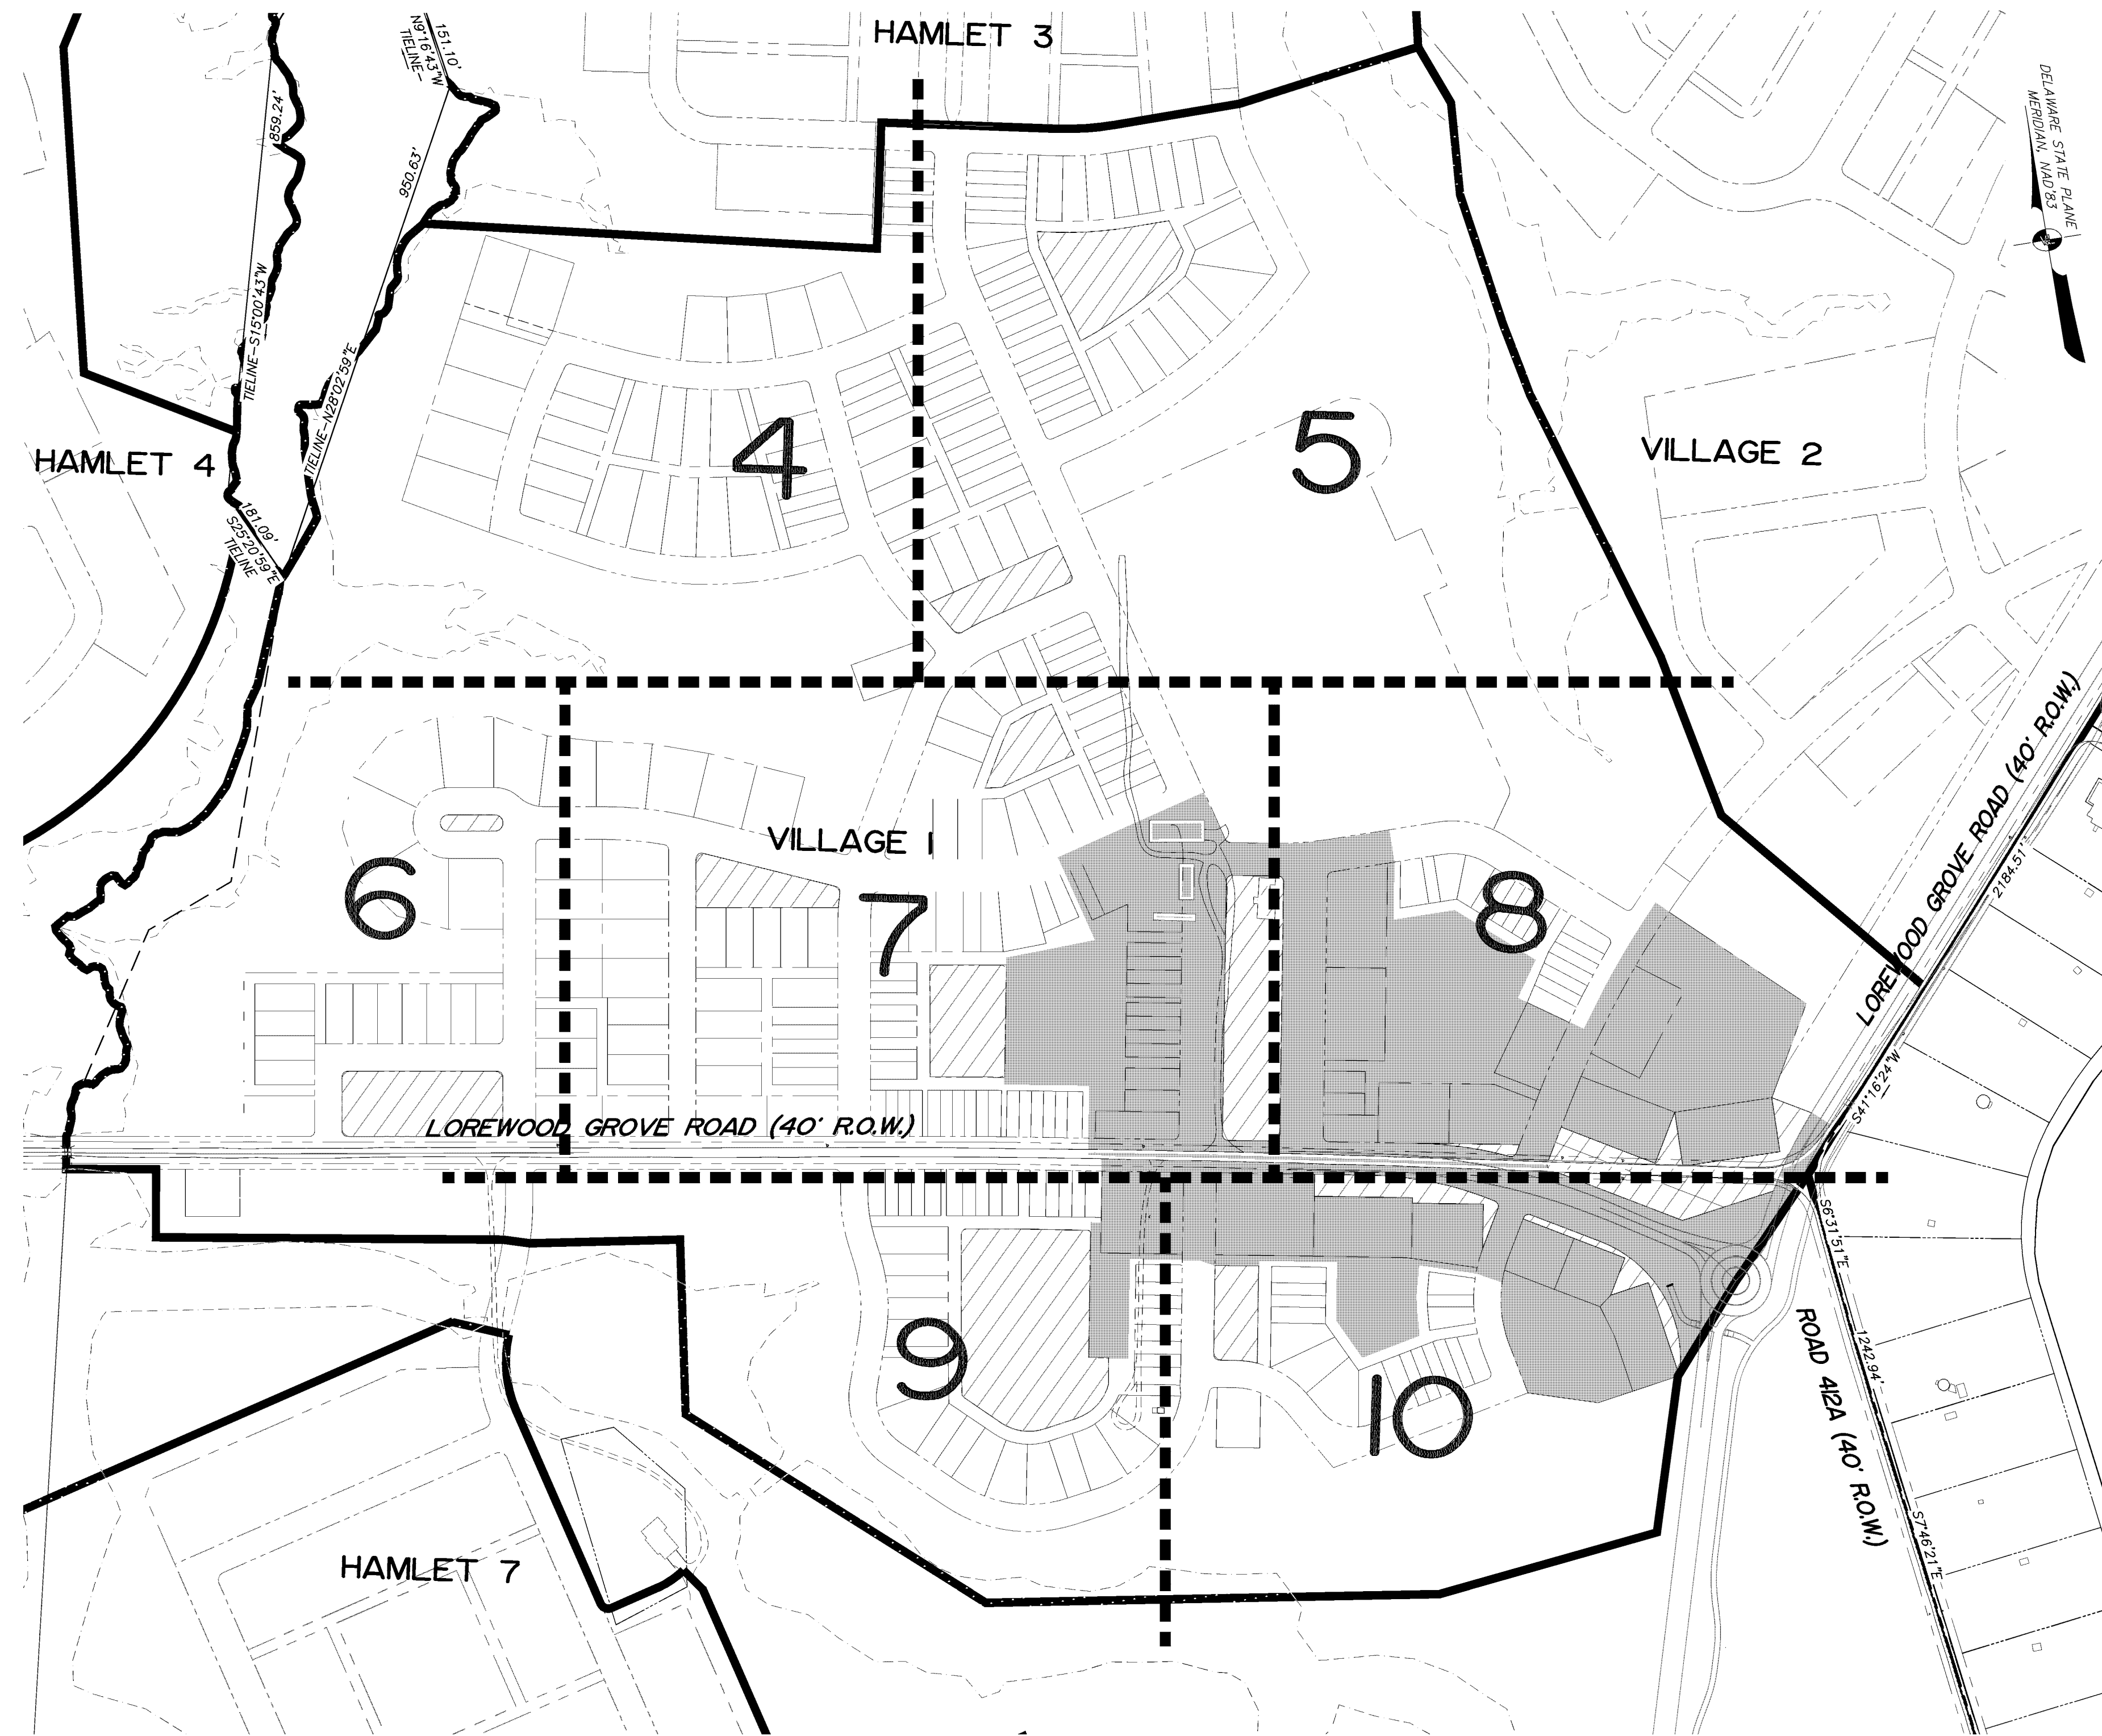 HAMLET 3
151.10'
N9°16'43"W
TIELINE-
859.24'
950.63'
DELAWARE STATE PLANE
MERIDIAN, NAD'83
TIELINE-S15°00'43"W
TIELINE-N28°02'59"E
4
5
HAMLET 4
VILLAGE 2
181.09'
S25°20'59"E
TIELINE
LOREWOOD GROVE ROAD (40' R.O.W.)
2184.51'
VILLAGE 1
6
7
8
S41°16'24"W
LOREWOOD GROVE ROAD (40' R.O.W.)
S6°31'51"E
9
10
1242.94'
ROAD 412A (40' R.O.W.)
S7°46'21"E
HAMLET 7